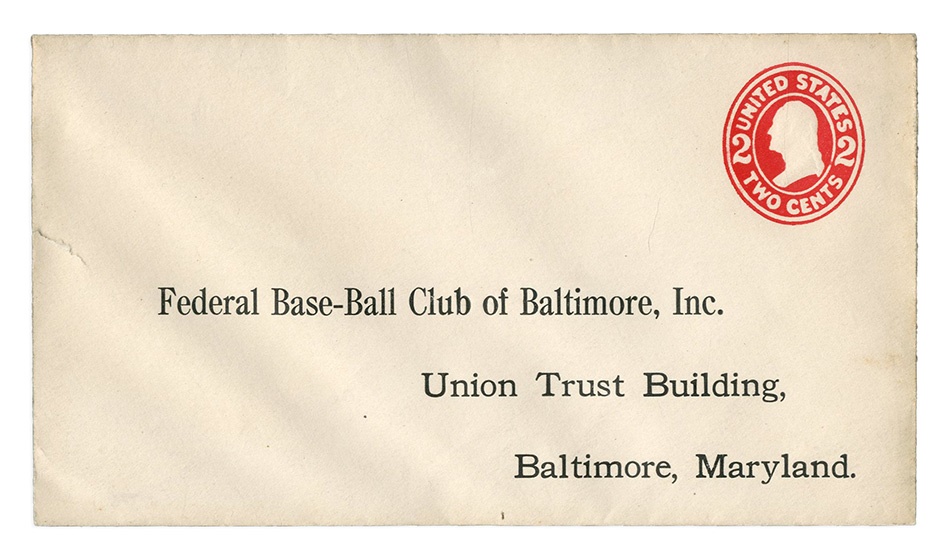 UNITED STATES
2 2
TWO CENTS
Federal Base-Ball Club of Baltimore, Inc.
Union Trust Building,
Baltimore, Maryland.